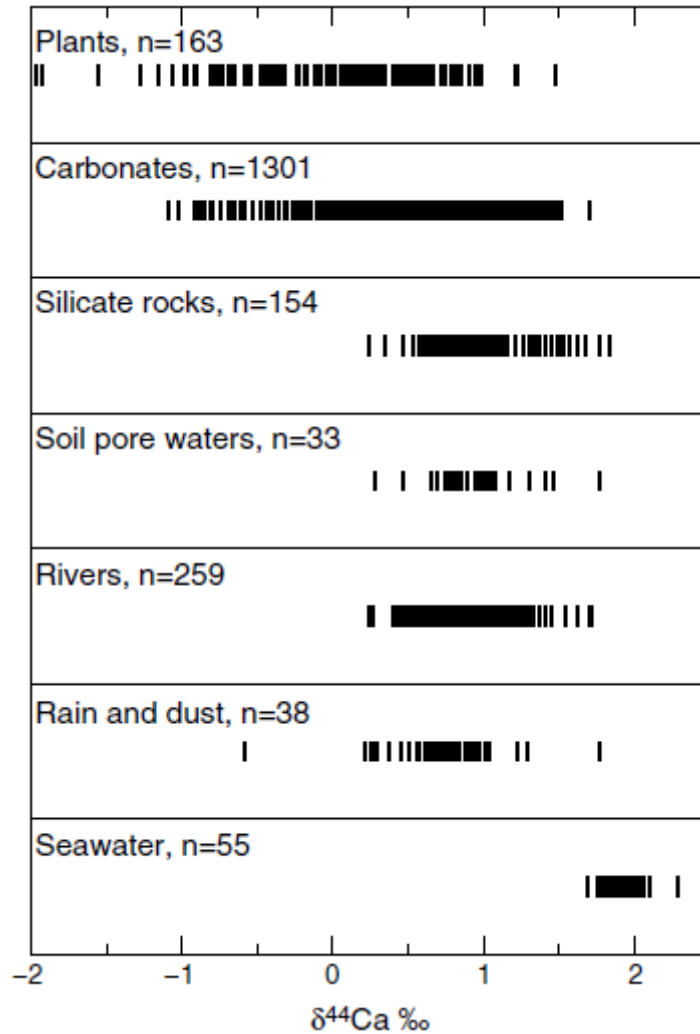 Plants, n=163
Carbonates, n=1301
Silicate rocks, n=154
Soil pore waters, n=33
Rivers, n=259
Rain and dust, n=38
Seawater, n=55
−2 −1 0 1 2
δ⁴⁴Ca ‰